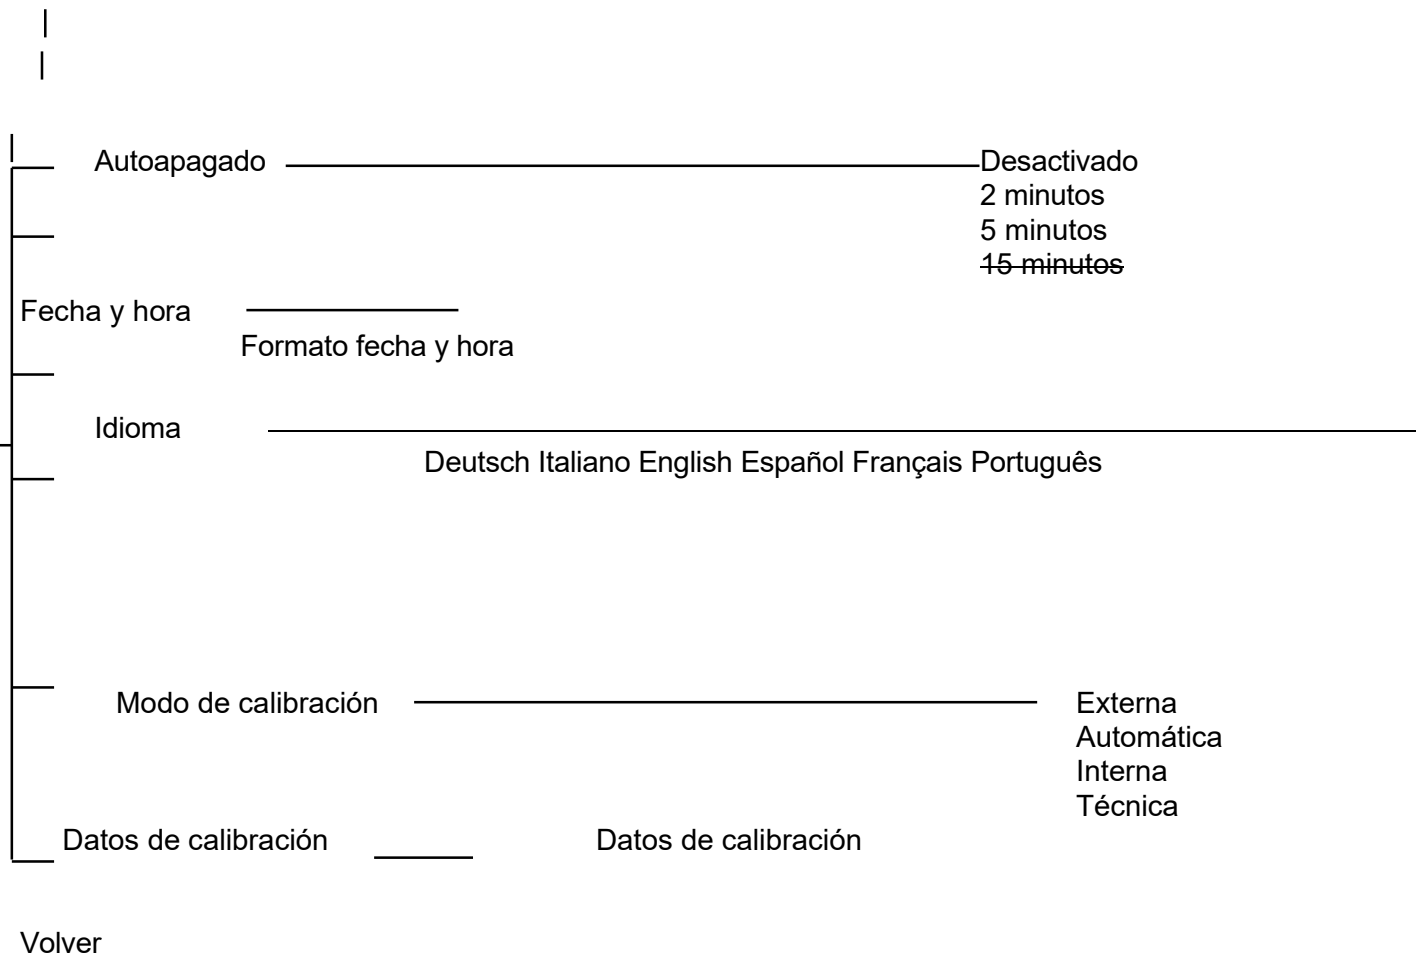 Autoapagado Desactivado
2 minutos
5 minutos
15 minutos
Fecha y hora
Formato fecha y hora
Idioma
Deutsch Italiano English Español Français Português
Modo de calibración Externa
Automática
Interna
Técnica
Datos de calibración Datos de calibración
Volver